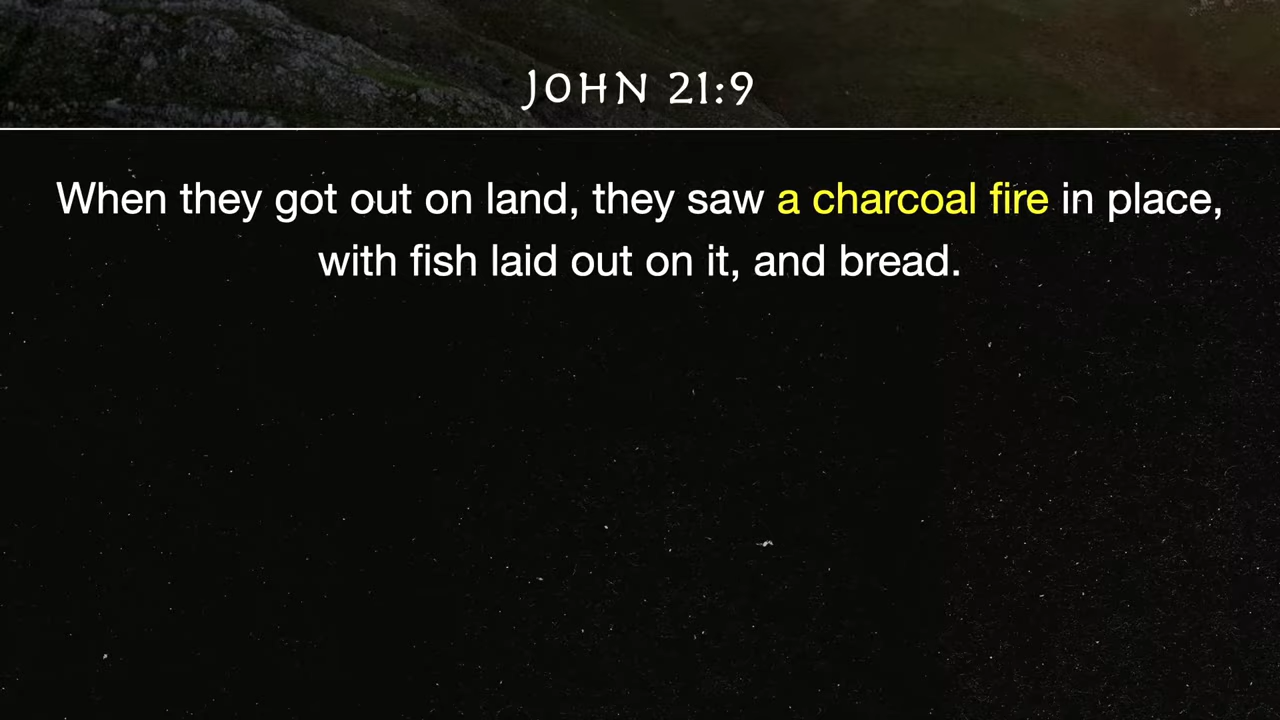 JOHN 21:9
When they got out on land, they saw a charcoal fire in place,
with fish laid out on it, and bread.